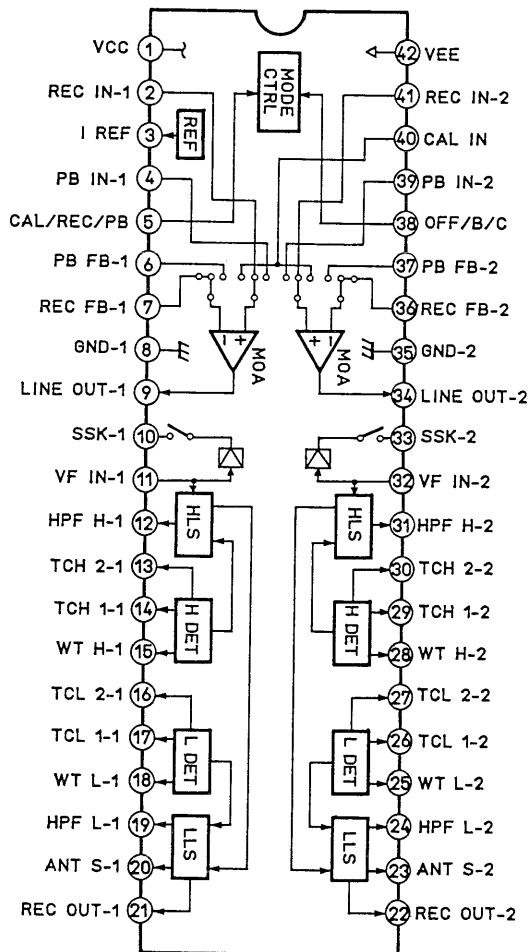 VCC 1
REC IN-1 2
I REF 3
PB IN-1 4
CAL/REC/PB 5
PB FB-1 6
REC FB-1 7
GND-1 8
LINE OUT-1 9
SSK-1 10
VF IN-1 11
HPF H-1 12
TCH 2-1 13
TCH 1-1 14
WT H-1 15
TCL 2-1 16
TCL 1-1 17
WT L-1 18
HPF L-1 19
ANT S-1 20
REC OUT-1 21
MODE
CTRL
REF
- +
MOA
+ -
MOA
HLS
H DET
L DET
LLS
HLS
H DET
L DET
LLS
42 VEE
41 REC IN-2
40 CAL IN
39 PB IN-2
38 OFF/B/C
37 PB FB-2
36 REC FB-2
35 GND-2
34 LINE OUT-2
33 SSK-2
32 VF IN-2
31 HPF H-2
30 TCH 2-2
29 TCH 1-2
28 WT H-2
27 TCL 2-2
26 TCL 1-2
25 WT L-2
24 HPF L-2
23 ANT S-2
22 REC OUT-2